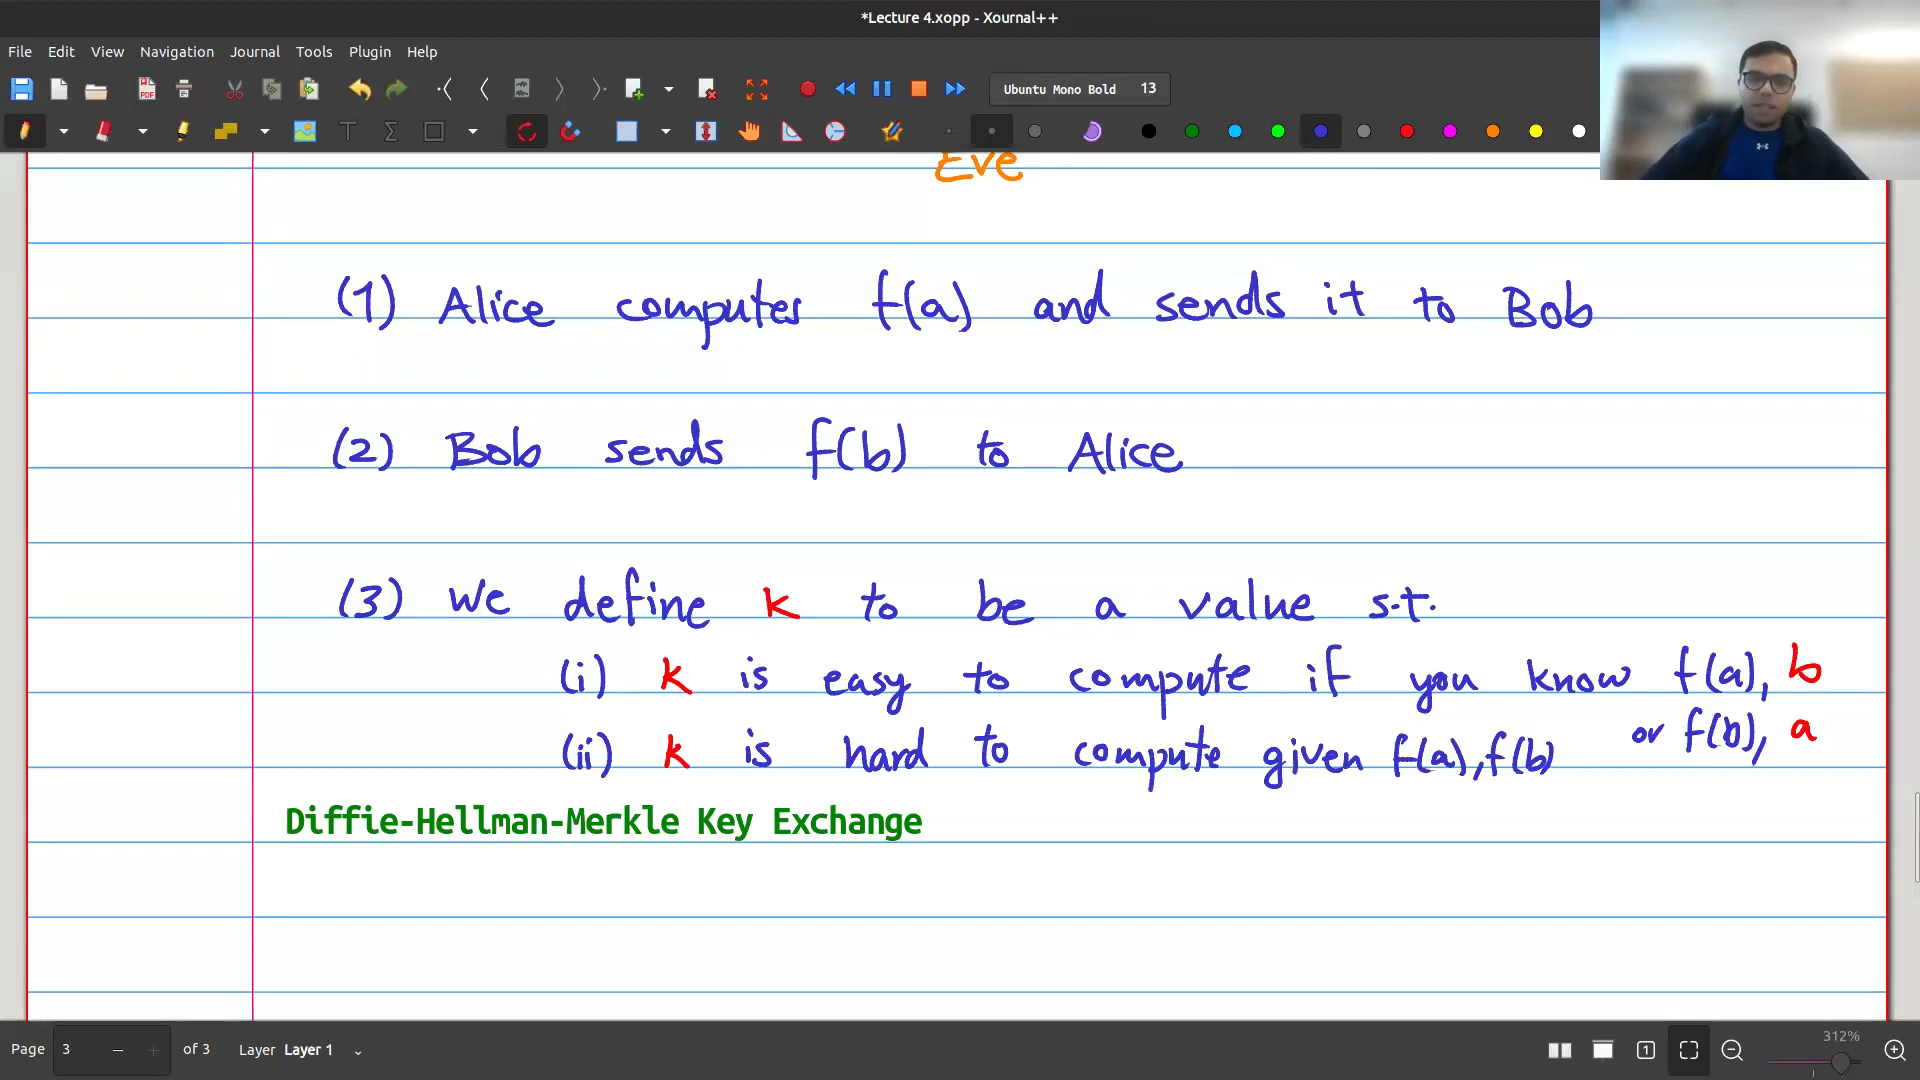 *Lecture 4.xopp - Xournal++
File Edit View Navigation Journal Tools Plugin Help
PDF
Ubuntu Mono Bold 13
Eve
(1) Alice computes f(a) and sends it to Bob
(2) Bob sends f(b) to Alice
(3) We define k to be a value s.t.
(i) k is easy to compute if you know f(a), b
or f(b), a
(ii) k is hard to compute given f(a), f(b)
Diffie-Hellman-Merkle Key Exchange
Page 3 of 3 Layer Layer 1
312%